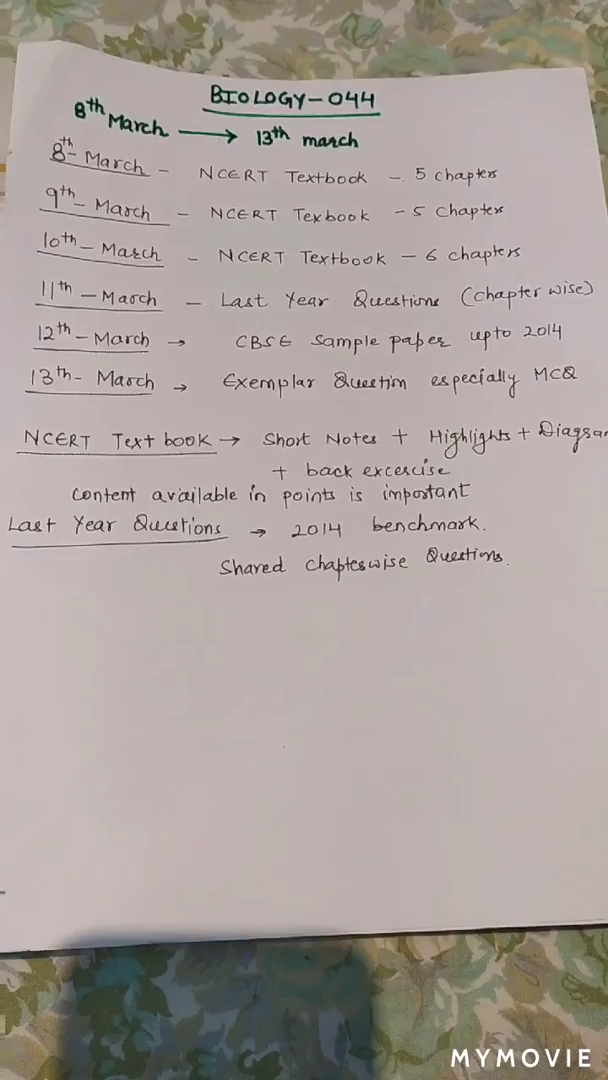 BIOLOGY-044
8th March → 13th march
8th- March - NCERT Textbook - 5 chapters
9th- March - NCERT Texbook - 5 Chapters
10th-March - NCERT Textbook - 6 chapters
11th-March - Last Year Questions (chapter wise)
12th-March → CBSE sample paper upto 2014
13th-March → Exemplar Question especially MCQ
NCERT Text book → Short Notes + Highlights + Diagram
+ back excercise
Content available in points is important
Last Year Questions → 2014 benchmark.
Shared Chapterwise Questions.
MYMOVIE